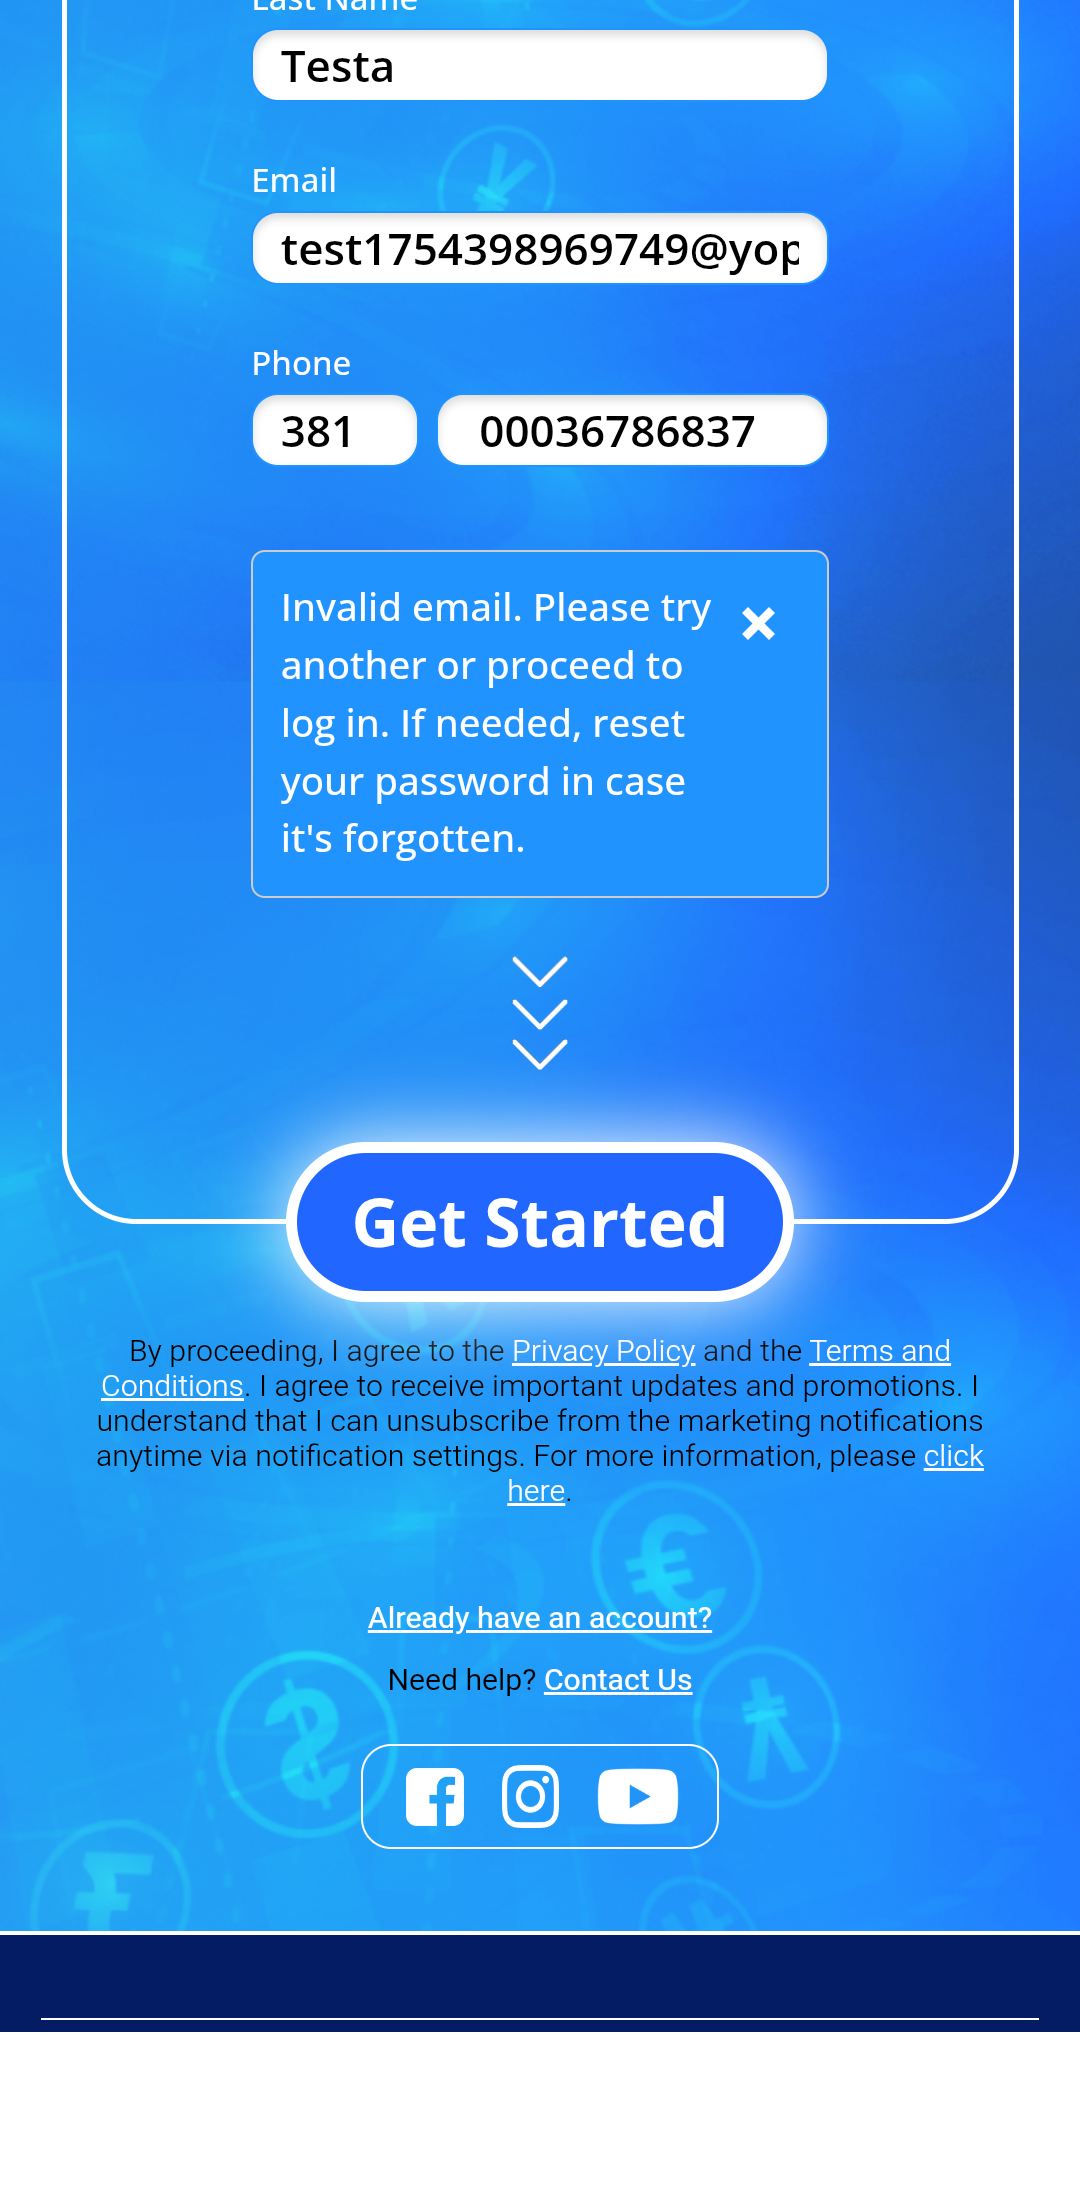 Last Name
Testa
Email
test1754398969749@yop
Phone
381 00036786837
Invalid email. Please try
another or proceed to
log in. If needed, reset
your password in case
it's forgotten.
Get Started
By proceeding, I agree to the Privacy Policy and the Terms and
Conditions. I agree to receive important updates and promotions. I
understand that I can unsubscribe from the marketing notifications
anytime via notification settings. For more information, please click
here.
Already have an account?
Need help? Contact Us